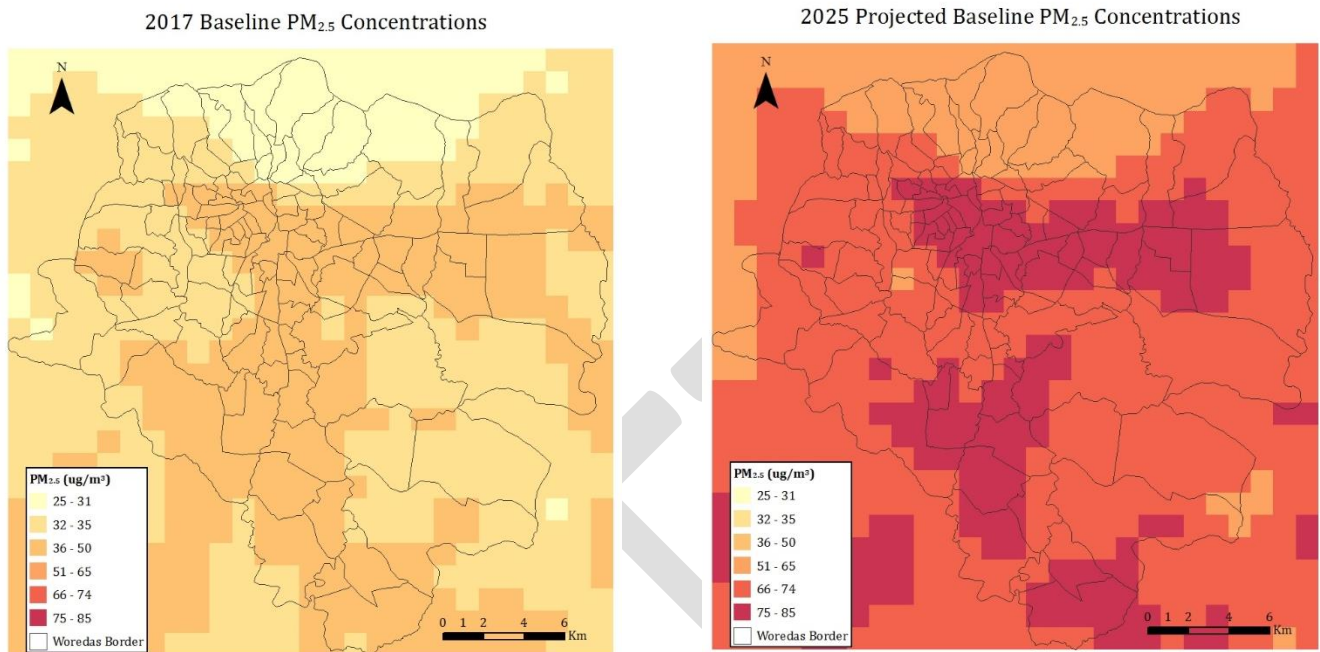 2017 Baseline PM₂.₅ Concentrations
N
PM₂.₅ (ug/m³)
25 - 31
32 - 35
36 - 50
51 - 65
66 - 74
75 - 85
Woredas Border
0 1 2 4 6
Km
2025 Projected Baseline PM₂.₅ Concentrations
N
PM₂.₅ (ug/m³)
25 - 31
32 - 35
36 - 50
51 - 65
66 - 74
75 - 85
Woredas Border
0 1 2 4 6
Km